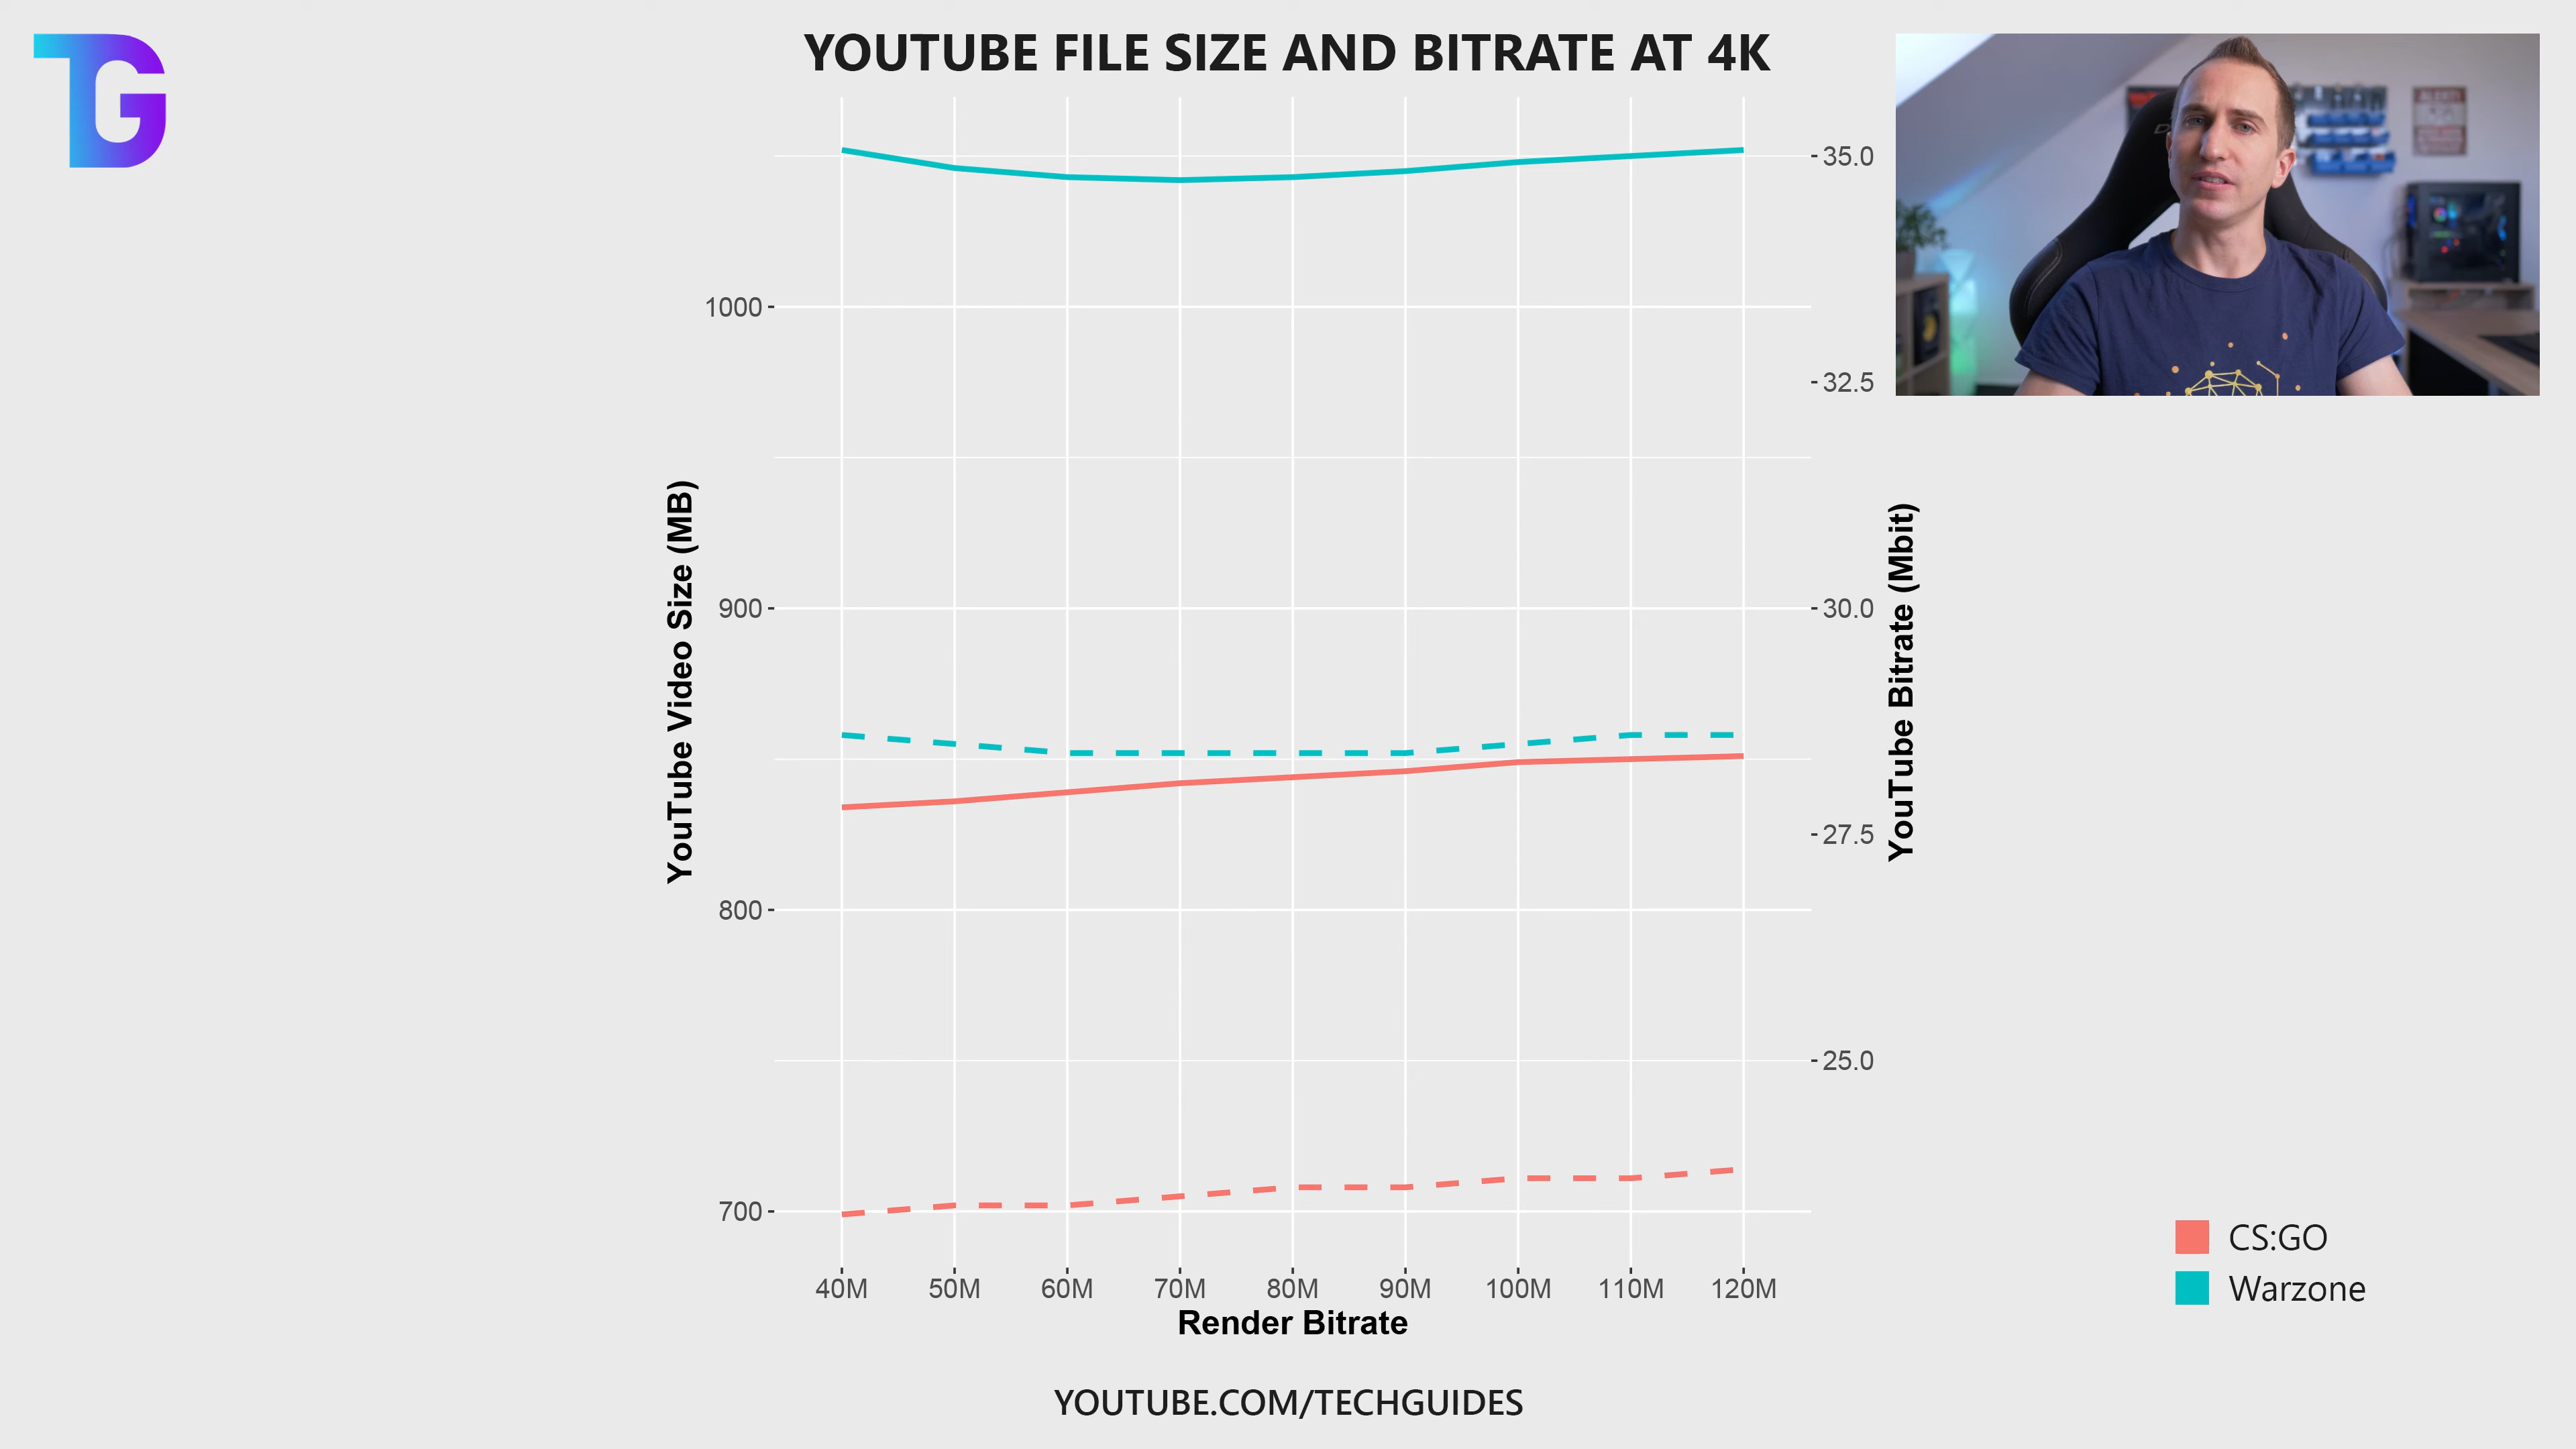 TG
YOUTUBE FILE SIZE AND BITRATE AT 4K
YouTube Video Size (MB)
1000
900
800
700
35.0
32.5
30.0
27.5
25.0
YouTube Bitrate (Mbit)
40M 50M 60M 70M 80M 90M 100M 110M 120M
Render Bitrate
CS:GO
Warzone
YOUTUBE.COM/TECHGUIDES